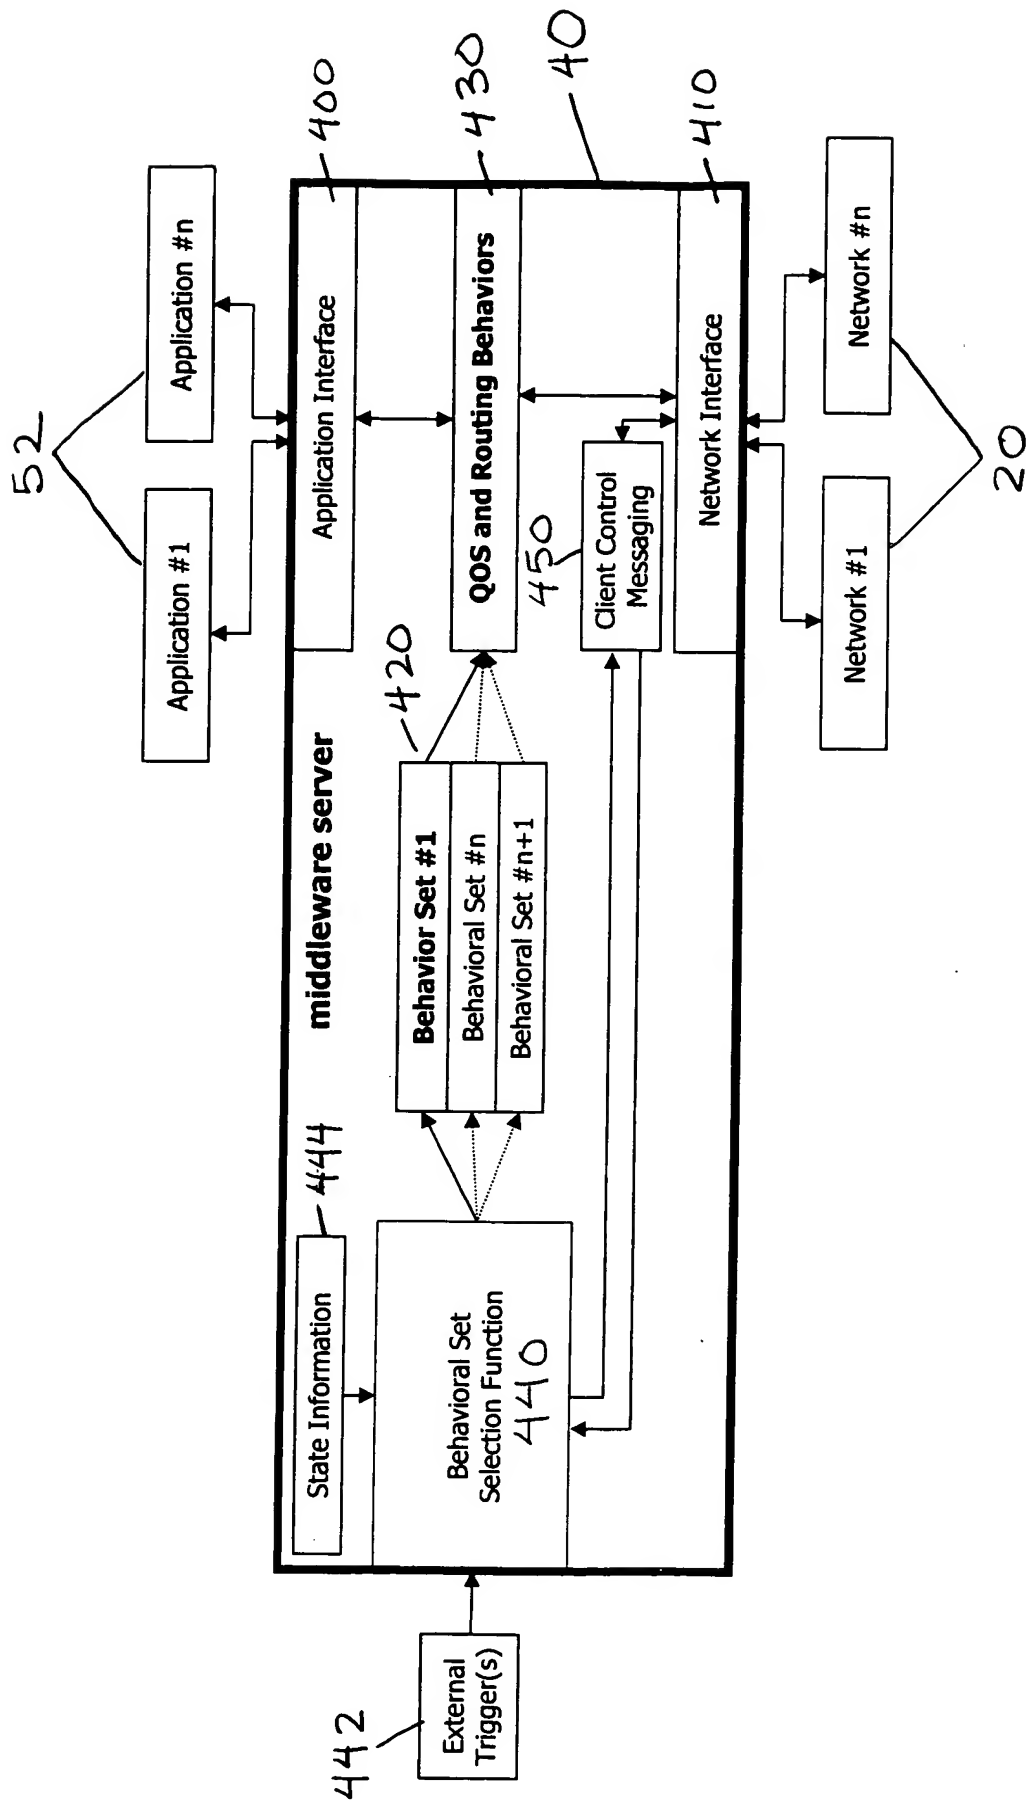 52
Application #1
Application #n
middleware server
Application Interface
400
State Information
444
420
QOS and Routing Behaviors
430
Behavior Set #1
Behavioral Set #n
Behavioral Set #n+1
External
Trigger(s)
442
Behavioral Set
Selection Function
440
450
Client Control
Messaging
40
Network Interface
410
Network #1
Network #n
20